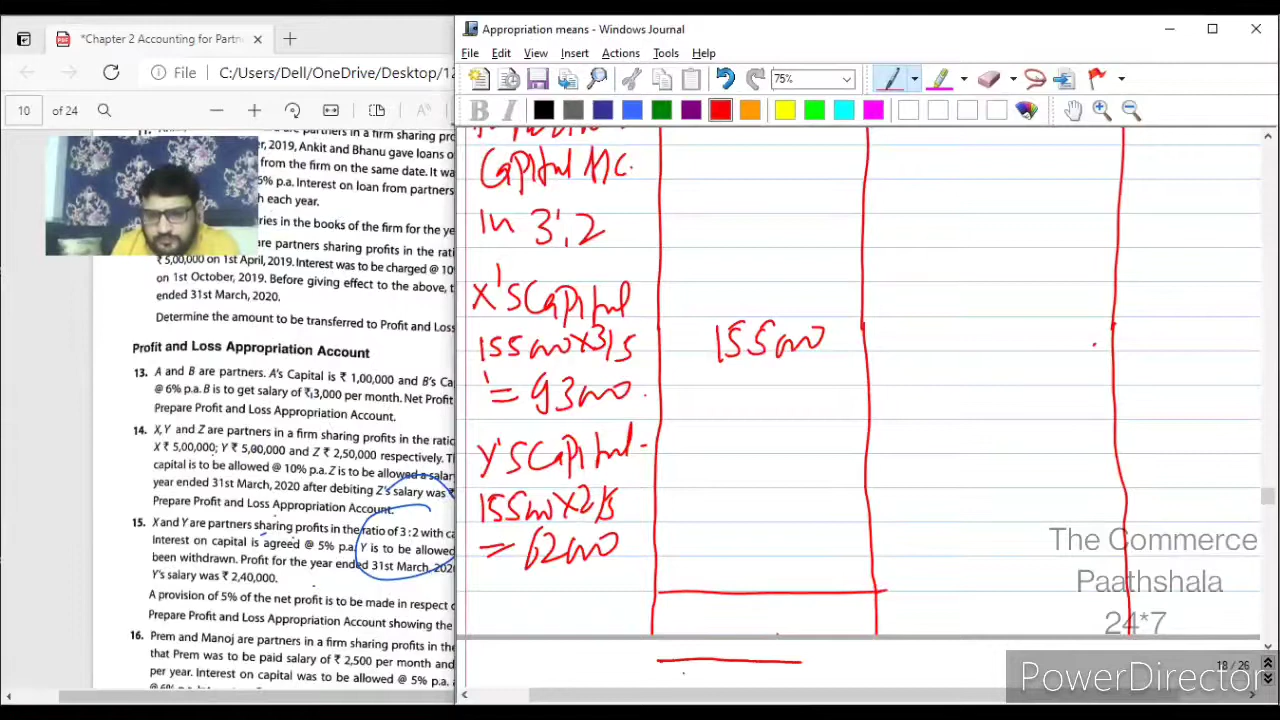 *Chapter 2 Accounting for Partn
File C:/Users/Dell/OneDrive/Desktop/12
10 of 24
are partners in a firm sharing pro
r, 2019, Ankit and Bhanu gave loans o
from the firm on the same date. It wa
5% p.a. Interest on loan from partners
h each year.
ries in the books of the firm for the ye
are partners sharing profits in the rati
₹ 5,00,000 on 1st April, 2019. Interest was to be charged @ 10%
on 1st October, 2019. Before giving effect to the above, t
ended 31st March, 2020.
Determine the amount to be transferred to Profit and Loss
Profit and Loss Appropriation Account
13. A and B are partners. A's Capital is ₹ 1,00,000 and B's Ca
@ 6% p.a. B is to get salary of ₹ 3,000 per month. Net Profit
Prepare Profit and Loss Appropriation Account.
14. X, Y and Z are partners in a firm sharing profits in the ratio
X ₹ 5,00,000; Y ₹ 5,00,000 and Z ₹ 2,50,000 respectively. T
capital is to be allowed @ 10% p.a. Z is to be allowed a salar
year ended 31st March, 2020 after debiting Z's salary was ₹
Prepare Profit and Loss Appropriation Account.
15. X and Y are partners sharing profits in the ratio of 3 : 2 with ca
Interest on capital is agreed @ 5% p.a. Y is to be allowed
been withdrawn. Profit for the year ended 31st March, 2020
Y's salary was ₹ 2,40,000.
A provision of 5% of the net profit is to be made in respect o
Prepare Profit and Loss Appropriation Account showing the
16. Prem and Manoj are partners in a firm sharing profits in the
that Prem was to be paid salary of ₹ 2,500 per month and
per year. Interest on capital was to be allowed @ 5% p.a. a
Appropriation means - Windows Journal
File Edit View Insert Actions Tools Help
75%
B I
Capital A/c.
In 3:2
X's Capital
15500 x 3/5
= 9300
15500
Y's Capital
15500 x 2/5
= 6200
The Commerce
Paathshala
24*7
18 / 26
PowerDirector